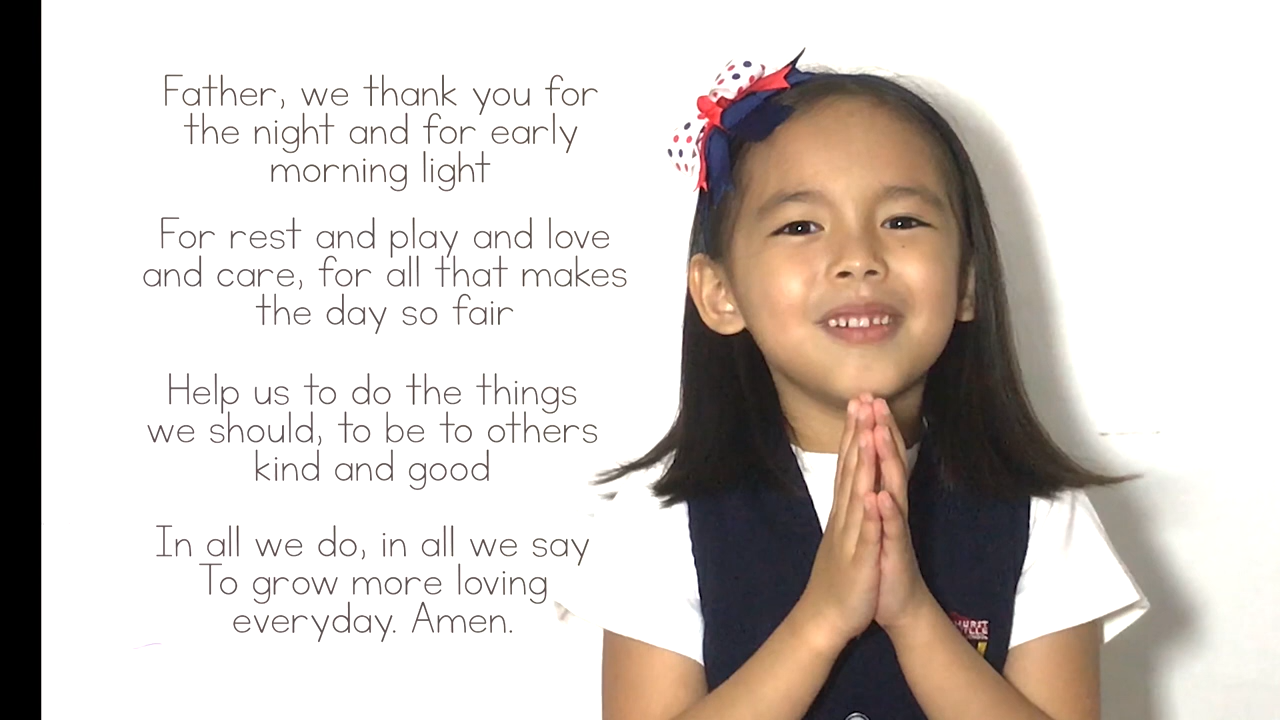 Father, we thank you for
the night and for early
morning light
For rest and play and love
and care, for all that makes
the day so fair
Help us to do the things
we should, to be to others
kind and good
In all we do, in all we say
To grow more loving
everyday. Amen.